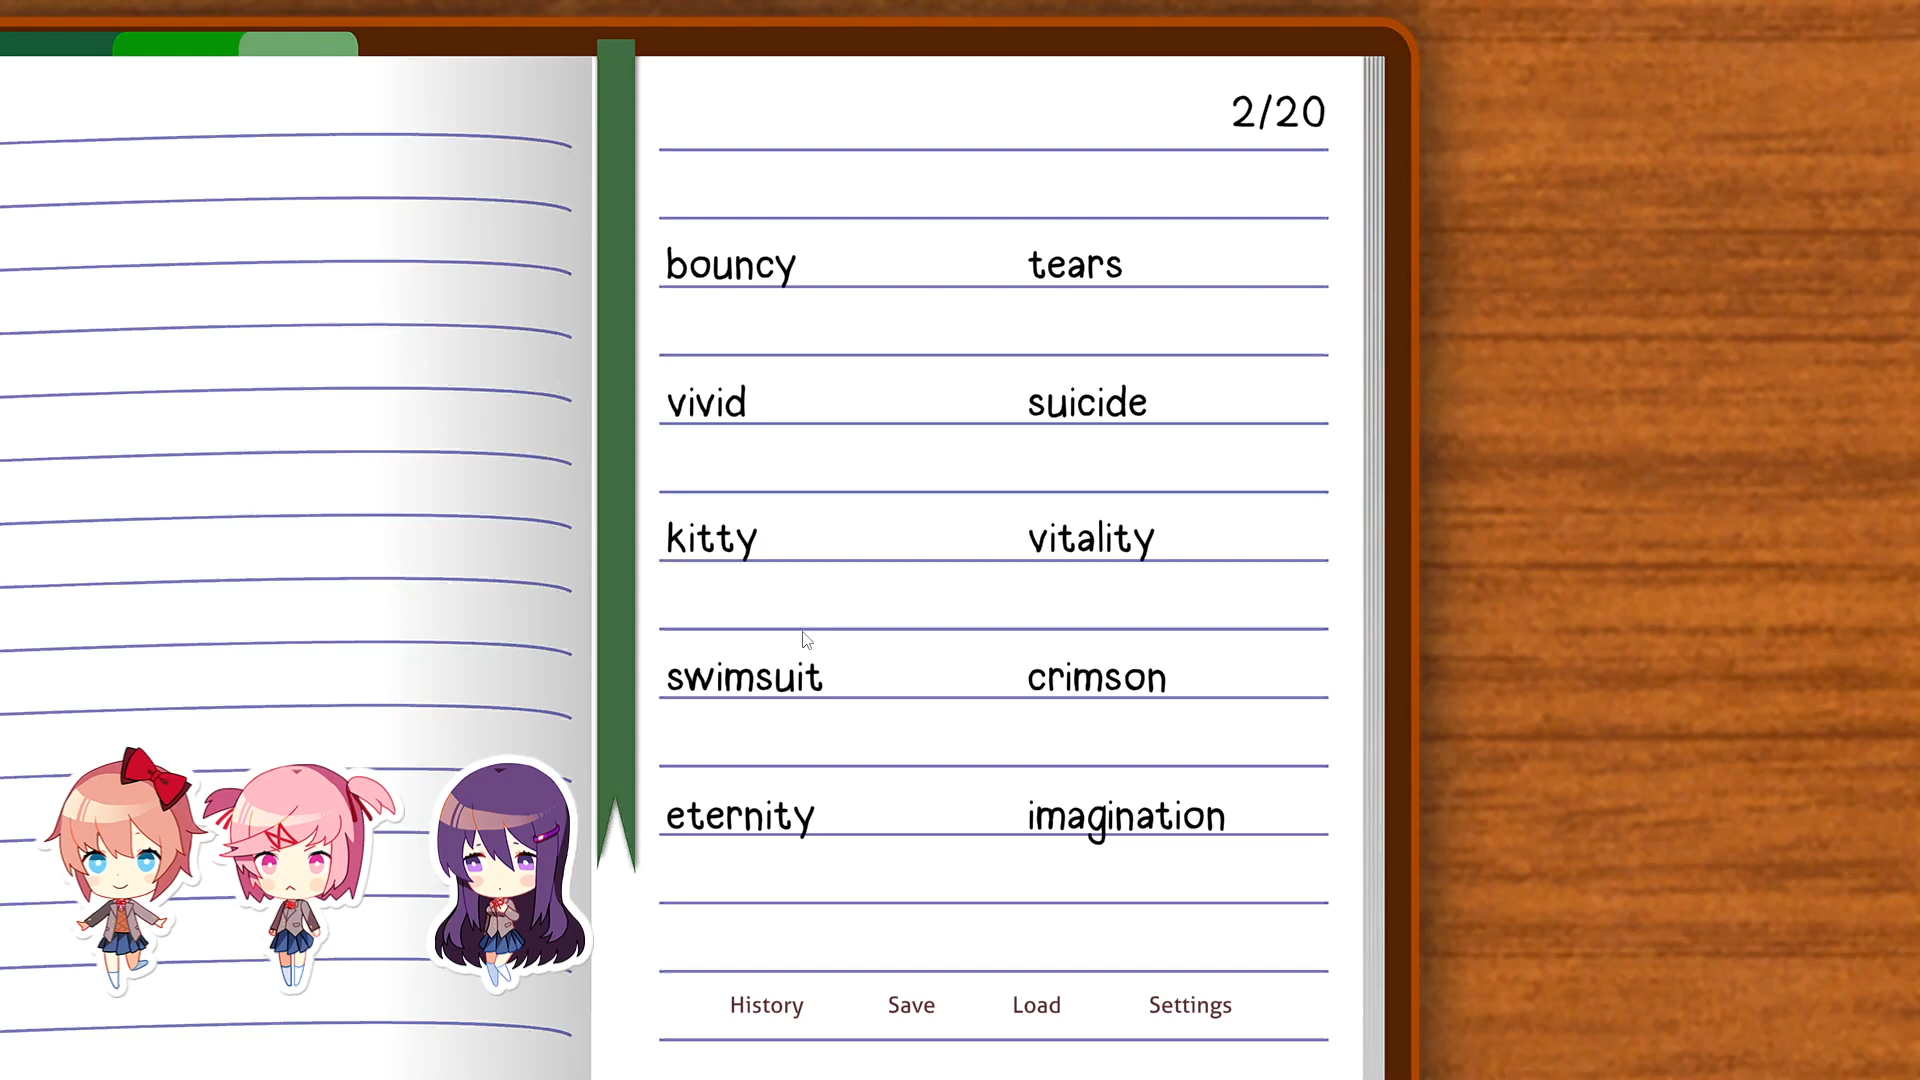 2/20
bouncy tears
vivid suicide
kitty vitality
swimsuit crimson
eternity imagination
History Save Load Settings